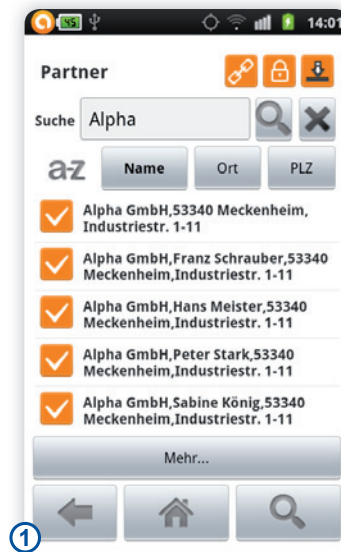 45 14:01
Partner
Suche Alpha
a-z Name Ort PLZ
Alpha GmbH,53340 Meckenheim,
Industriestr. 1-11
Alpha GmbH,Franz Schrauber,53340
Meckenheim,Industriestr. 1-11
Alpha GmbH,Hans Meister,53340
Meckenheim,Industriestr. 1-11
Alpha GmbH,Peter Stark,53340
Meckenheim,Industriestr. 1-11
Alpha GmbH,Sabine König,53340
Meckenheim,Industriestr. 1-11
Mehr...
1